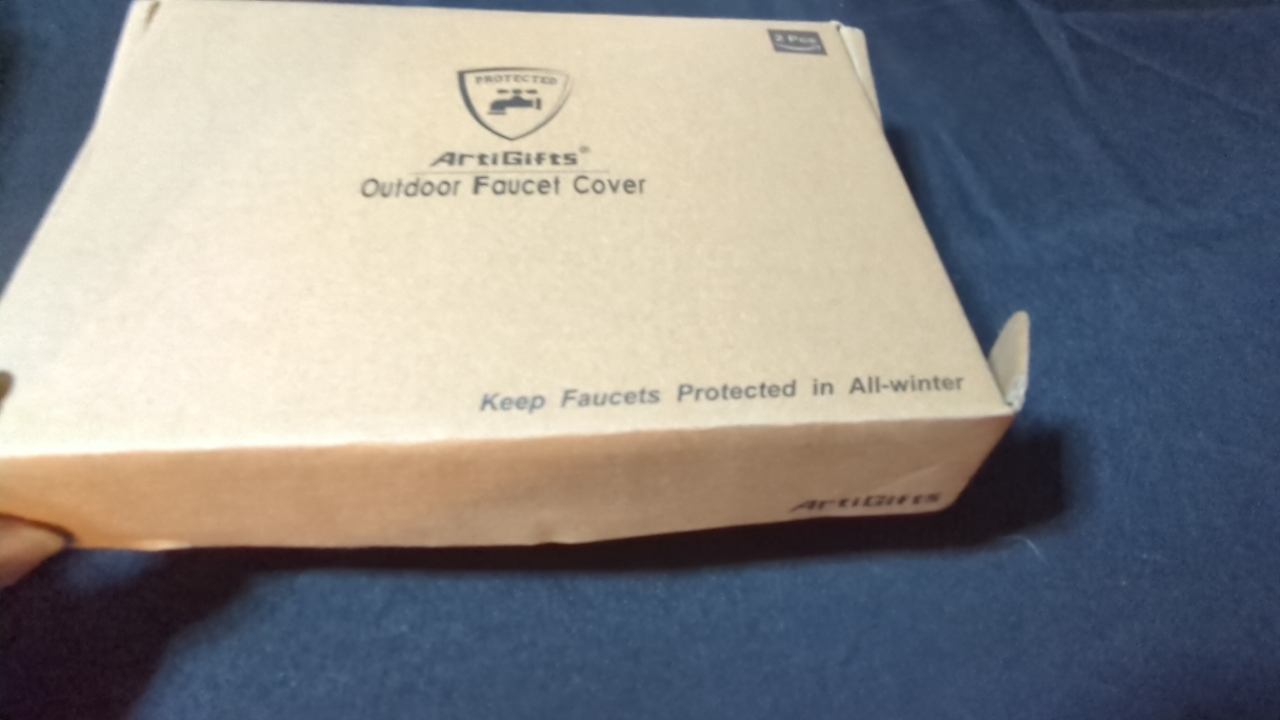 2 Pcs
PROTECTED
ArtiGifts®
Outdoor Faucet Cover
Keep Faucets Protected in All-winter
ArtiGifts